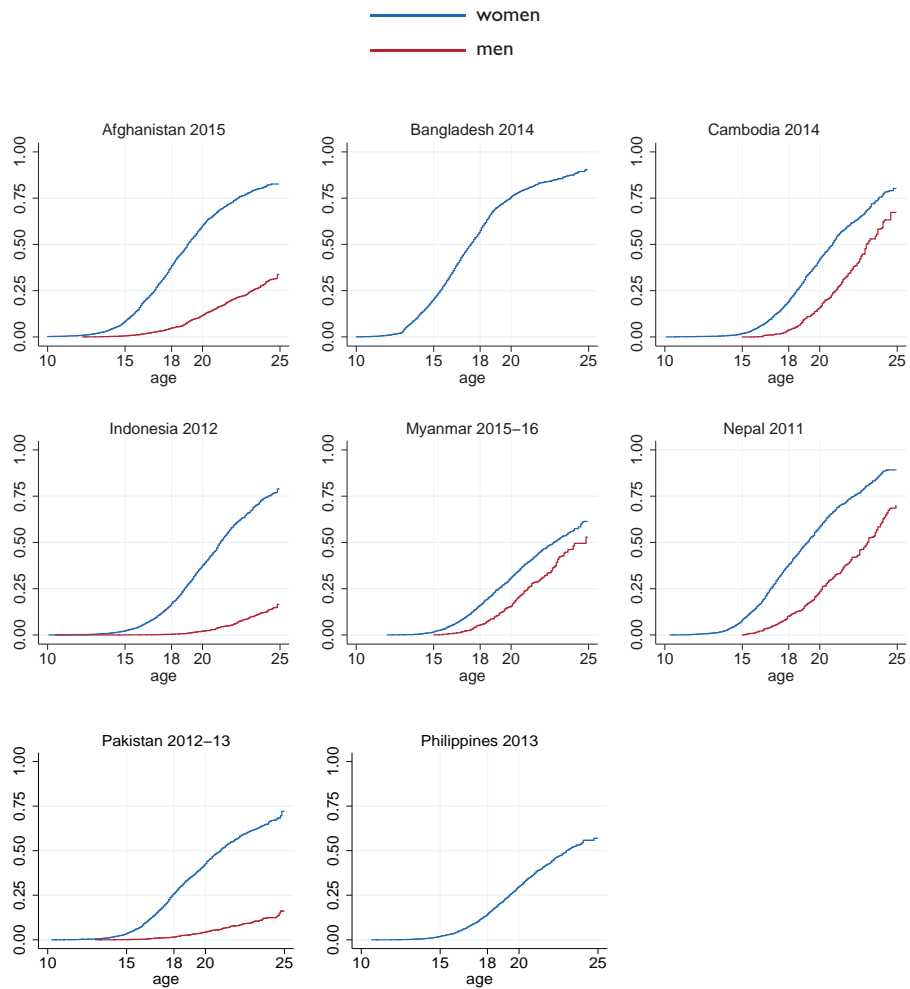 women
men
Afghanistan 2015
Bangladesh 2014
Cambodia 2014
1.00
0.75
0.50
0.25
0.00
10 15 18 20 25
age
1.00
0.75
0.50
0.25
0.00
10 15 18 20 25
age
1.00
0.75
0.50
0.25
0.00
10 15 18 20 25
age
Indonesia 2012
Myanmar 2015–16
Nepal 2011
1.00
0.75
0.50
0.25
0.00
10 15 18 20 25
age
1.00
0.75
0.50
0.25
0.00
10 15 18 20 25
age
1.00
0.75
0.50
0.25
0.00
10 15 18 20 25
age
Pakistan 2012–13
Philippines 2013
1.00
0.75
0.50
0.25
0.00
10 15 18 20 25
age
1.00
0.75
0.50
0.25
0.00
10 15 18 20 25
age